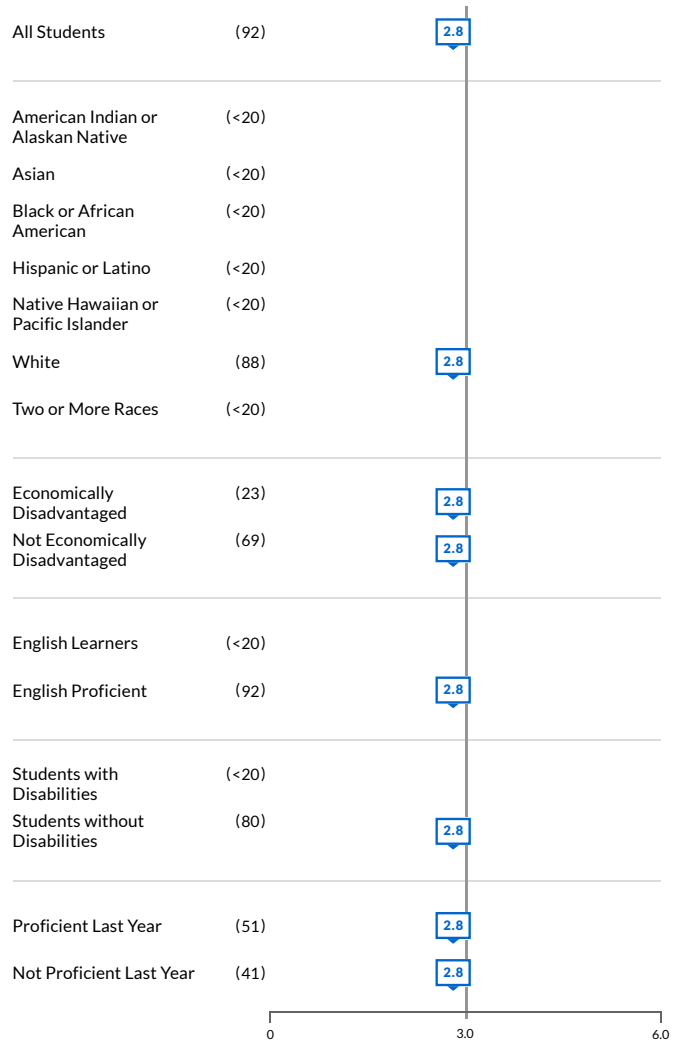 All Students (92) 2.8
American Indian or (<20)
Alaskan Native
Asian (<20)
Black or African (<20)
American
Hispanic or Latino (<20)
Native Hawaiian or (<20)
Pacific Islander
White (88) 2.8
Two or More Races (<20)
Economically (23) 2.8
Disadvantaged
Not Economically (69) 2.8
Disadvantaged
English Learners (<20)
English Proficient (92) 2.8
Students with (<20)
Disabilities
Students without (80) 2.8
Disabilities
Proficient Last Year (51) 2.8
Not Proficient Last Year (41) 2.8
0 3.0 6.0